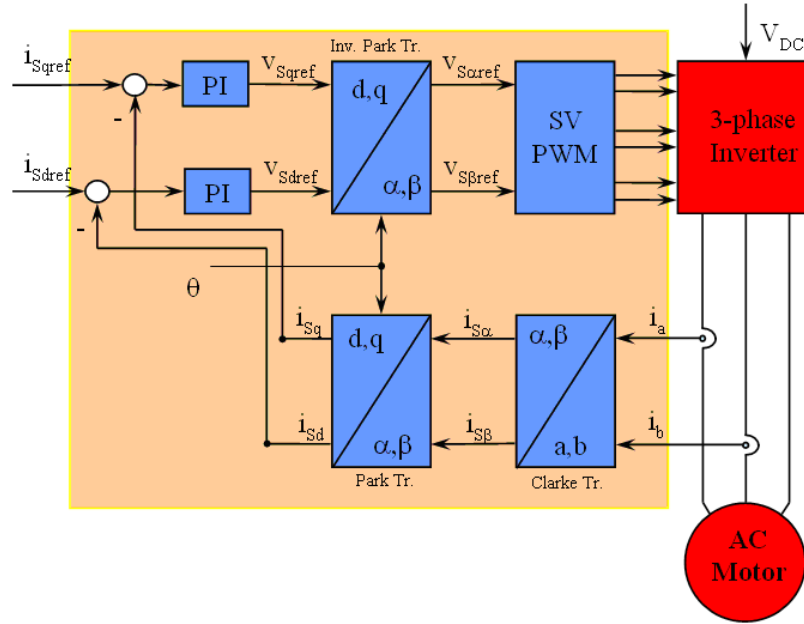 Inv. Park Tr.
V_DC
i_Sqref
PI
v_Sqref
d,q
α,β
v_Sαref
SV
PWM
3-phase
Inverter
-
i_Sdref
PI
v_Sdref
v_Sβref
-
θ
i_Sq
d,q
α,β
i_Sα
α,β
a,b
i_a
i_Sd
i_Sβ
i_b
Park Tr.
Clarke Tr.
AC
Motor